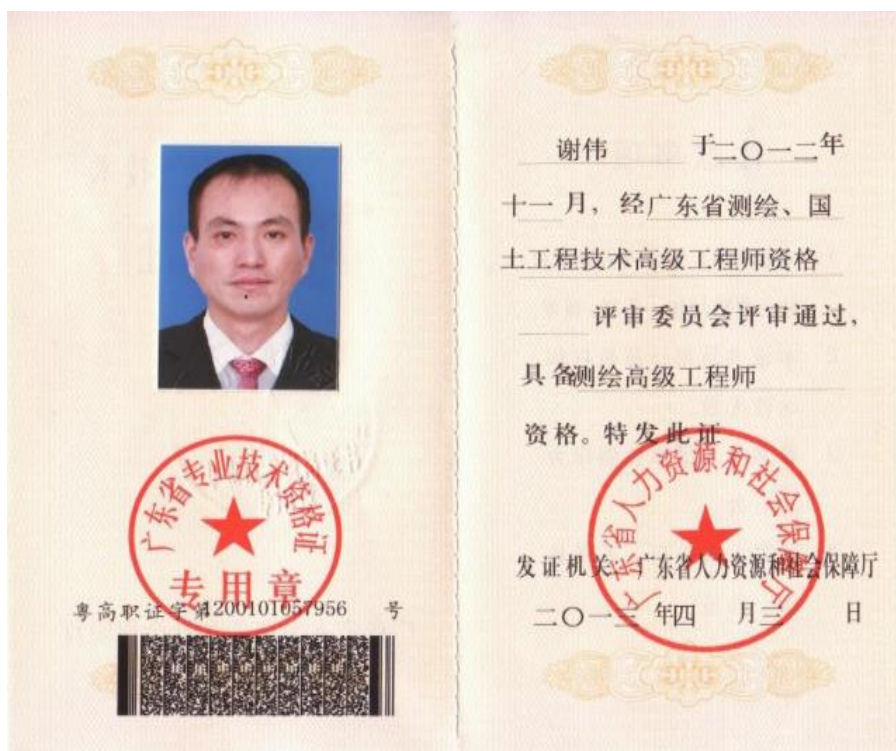 广东省专业技术资格证
专用章
粤高职证字第1200101057956 号
谢伟 于二〇一二年
十一月，经广东省测绘、国
土工程技术高级工程师资格
评审委员会评审通过，
具备测绘高级工程师
资格。特发此证
广东省人力资源和社会保障厅
发证机关 广东省人力资源和社会保障厅
二〇一三 年四 月三 日